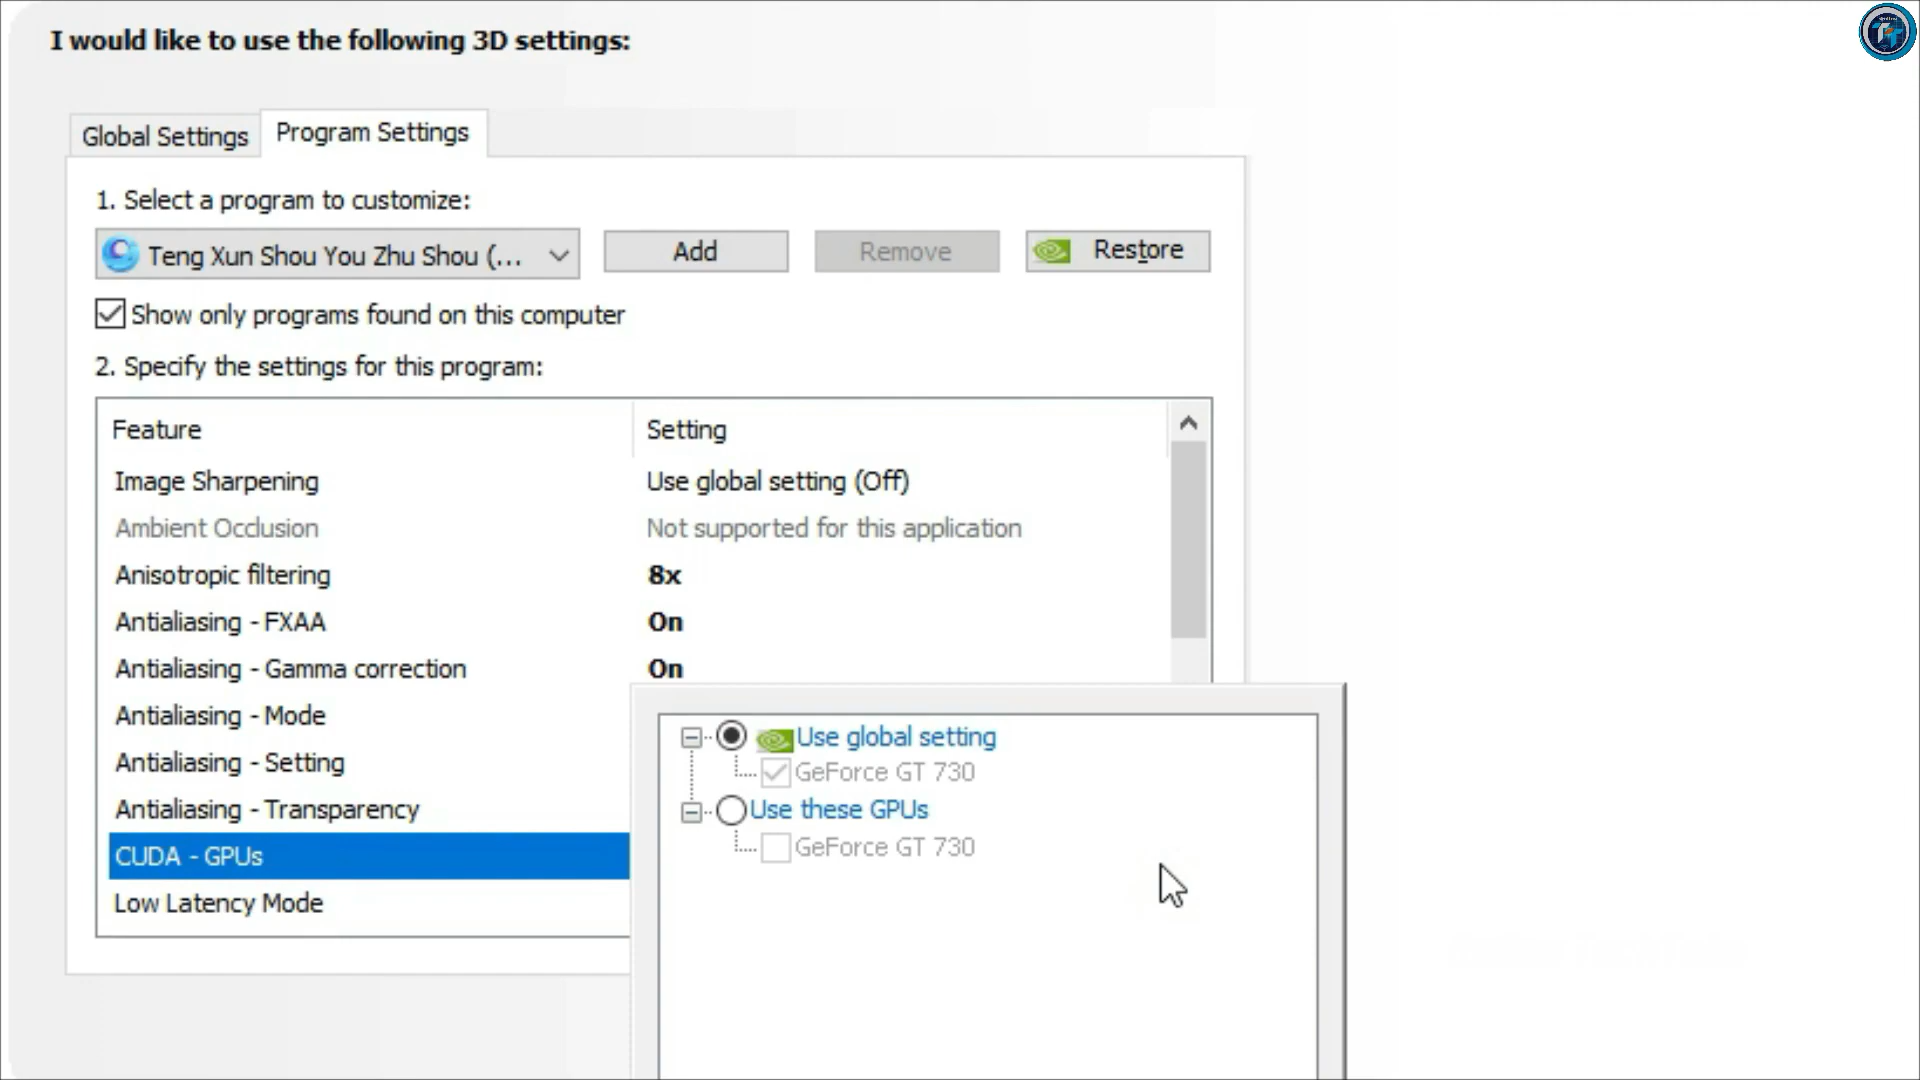 I would like to use the following 3D settings:
Global Settings
Program Settings
1. Select a program to customize:
Teng Xun Shou You Zhu Shou (...
Add
Remove
Restore
Show only programs found on this computer
2. Specify the settings for this program:
Feature Setting
Image Sharpening Use global setting (Off)
Ambient Occlusion Not supported for this application
Anisotropic filtering 8x
Antialiasing - FXAA On
Antialiasing - Gamma correction On
Antialiasing - Mode
Antialiasing - Setting
Antialiasing - Transparency
CUDA - GPUs
Low Latency Mode
Use global setting
GeForce GT 730
Use these GPUs
GeForce GT 730